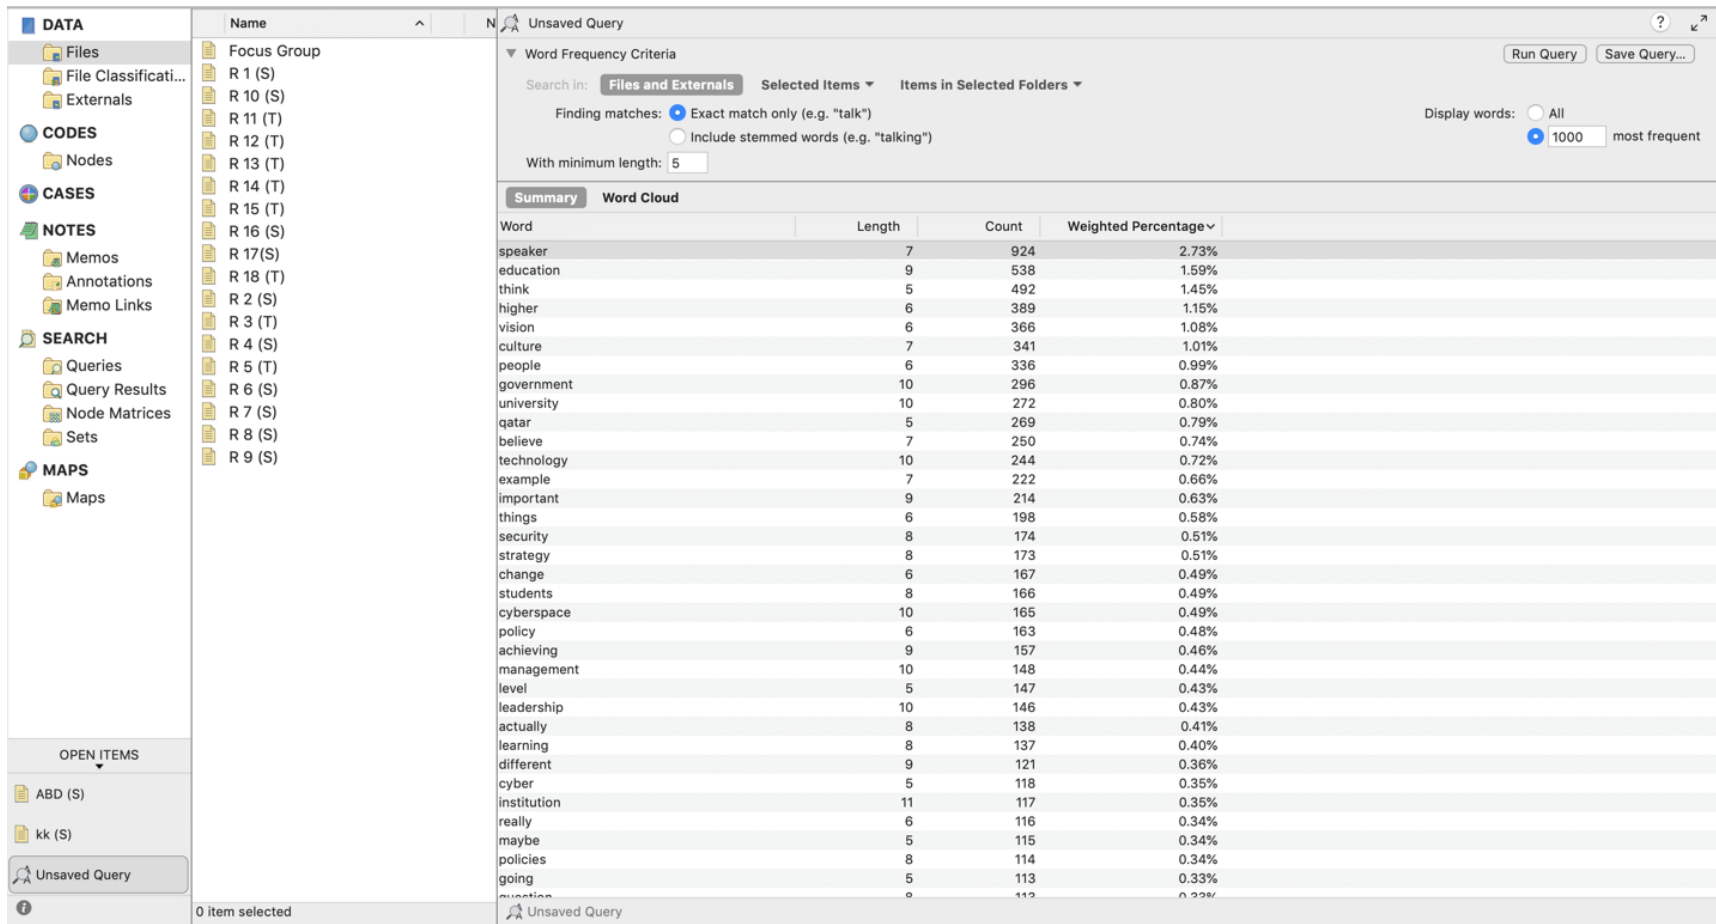 DATA
Files
File Classificati...
Externals
CODES
Nodes
CASES
NOTES
Memos
Annotations
Memo Links
SEARCH
Queries
Query Results
Node Matrices
Sets
MAPS
Maps
OPEN ITEMS
ABD (S)
kk (S)
Unsaved Query
Name
N
Focus Group
R 1 (S)
R 10 (S)
R 11 (T)
R 12 (T)
R 13 (T)
R 14 (T)
R 15 (T)
R 16 (S)
R 17(S)
R 18 (T)
R 2 (S)
R 3 (T)
R 4 (S)
R 5 (T)
R 6 (S)
R 7 (S)
R 8 (S)
R 9 (S)
0 item selected
Unsaved Query ?
Word Frequency Criteria Run Query Save Query...
Search in: Files and Externals Selected Items Items in Selected Folders
Finding matches: Exact match only (e.g. "talk") Display words: All
Include stemmed words (e.g. "talking") 1000 most frequent
With minimum length: 5
Summary Word Cloud
Word Length Count Weighted Percentage
speaker 7 924 2.73%
education 9 538 1.59%
think 5 492 1.45%
higher 6 389 1.15%
vision 6 366 1.08%
culture 7 341 1.01%
people 6 336 0.99%
government 10 296 0.87%
university 10 272 0.80%
qatar 5 269 0.79%
believe 7 250 0.74%
technology 10 244 0.72%
example 7 222 0.66%
important 9 214 0.63%
things 6 198 0.58%
security 8 174 0.51%
strategy 8 173 0.51%
change 6 167 0.49%
students 8 166 0.49%
cyberspace 10 165 0.49%
policy 6 163 0.48%
achieving 9 157 0.46%
management 10 148 0.44%
level 5 147 0.43%
leadership 10 146 0.43%
actually 8 138 0.41%
learning 8 137 0.40%
different 9 121 0.36%
cyber 5 118 0.35%
institution 11 117 0.35%
really 6 116 0.34%
maybe 5 115 0.34%
policies 8 114 0.34%
going 5 113 0.33%
Unsaved Query